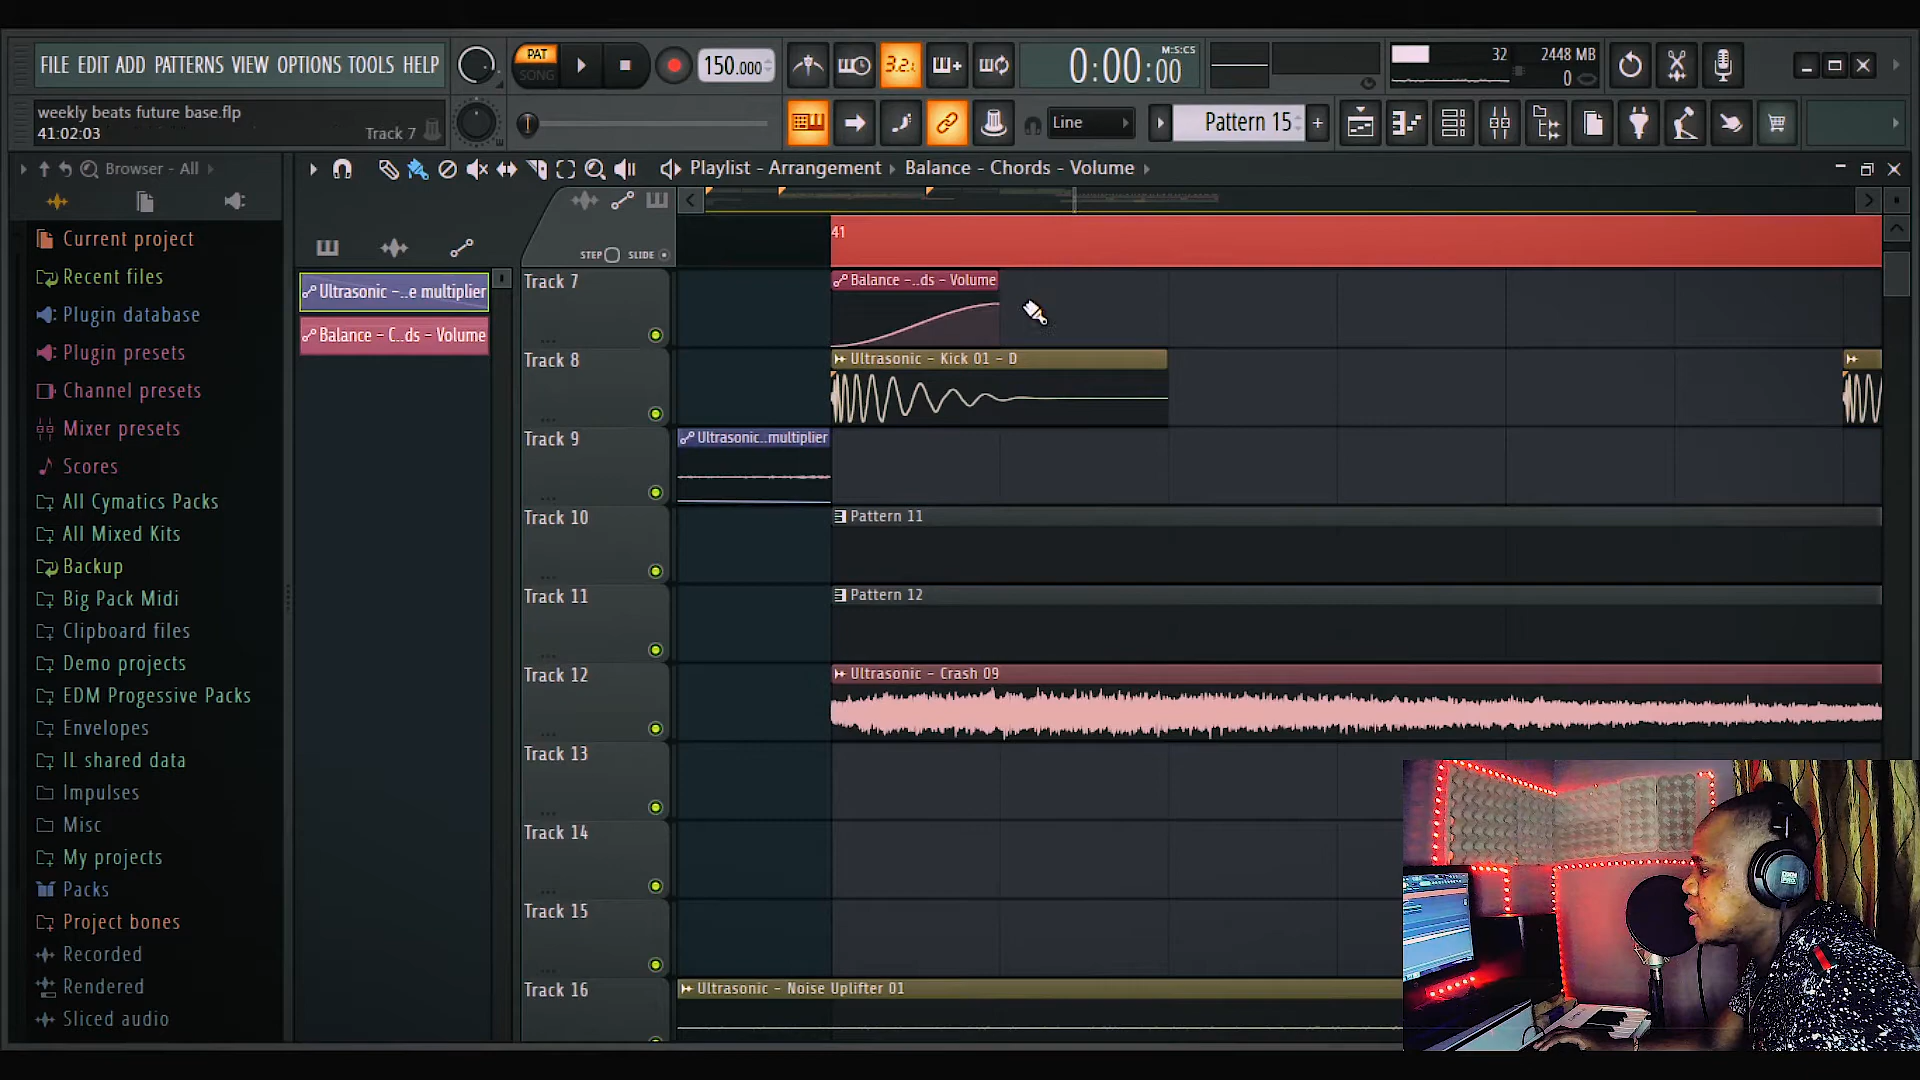 FILE EDIT ADD PATTERNS VIEW OPTIONS TOOLS HELP
PAT
SONG
150.000
3.2.
0:00:00
M:S:CS
32
2448 MB
0
weekly beats future base.flp
41:02:03
Track 7
Line
Pattern 15
Browser - All
Playlist - Arrangement
Balance - Chords - Volume
Current project
Recent files
Plugin database
Plugin presets
Channel presets
Mixer presets
Scores
All Cymatics Packs
All Mixed Kits
Backup
Big Pack Midi
Clipboard files
Demo projects
EDM Progessive Packs
Envelopes
IL shared data
Impulses
Misc
My projects
Packs
Project bones
Recorded
Rendered
Sliced audio
Ultrasonic -..e multiplier
Balance - C..ds - Volume
STEP
SLIDE
41
Track 7
Balance -..ds - Volume
Track 8
Ultrasonic - Kick 01 - D
Track 9
Ultrasonic..multiplier
Track 10
Pattern 11
Track 11
Pattern 12
Track 12
Ultrasonic - Crash 09
Track 13
Track 14
Track 15
Track 16
Ultrasonic - Noise Uplifter 01